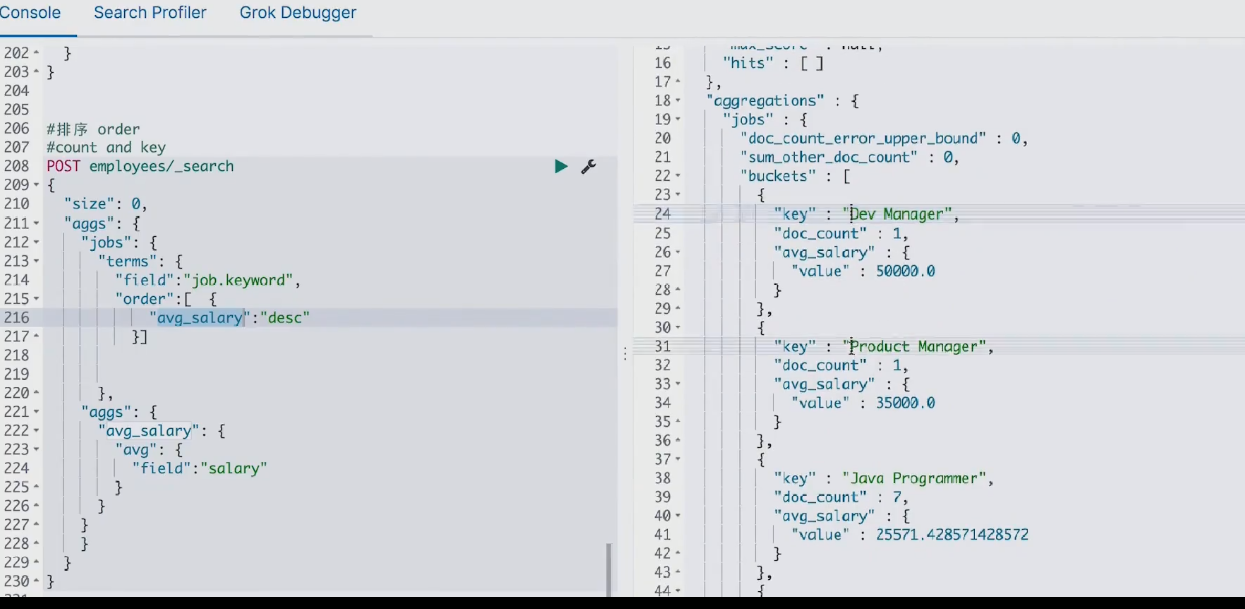 Console Search Profiler Grok Debugger
202 }
203 }
204
205
206 #排序 order
207 #count and key
208 POST employees/_search
209 {
210 "size": 0,
211 "aggs": {
212 "jobs": {
213 "terms": {
214 "field":"job.keyword",
215 "order":[ {
216 "avg_salary":"desc"
217 }]
218
219
220 },
221 "aggs": {
222 "avg_salary": {
223 "avg": {
224 "field":"salary"
225 }
226 }
227 }
228 }
229 }
230 }
15 "max_score" : null,
16 "hits" : [ ]
17 },
18 "aggregations" : {
19 "jobs" : {
20 "doc_count_error_upper_bound" : 0,
21 "sum_other_doc_count" : 0,
22 "buckets" : [
23 {
24 "key" : "Dev Manager",
25 "doc_count" : 1,
26 "avg_salary" : {
27 "value" : 50000.0
28 }
29 },
30 {
31 "key" : "Product Manager",
32 "doc_count" : 1,
33 "avg_salary" : {
34 "value" : 35000.0
35 }
36 },
37 {
38 "key" : "Java Programmer",
39 "doc_count" : 7,
40 "avg_salary" : {
41 "value" : 25571.428571428572
42 }
43 },
44 {